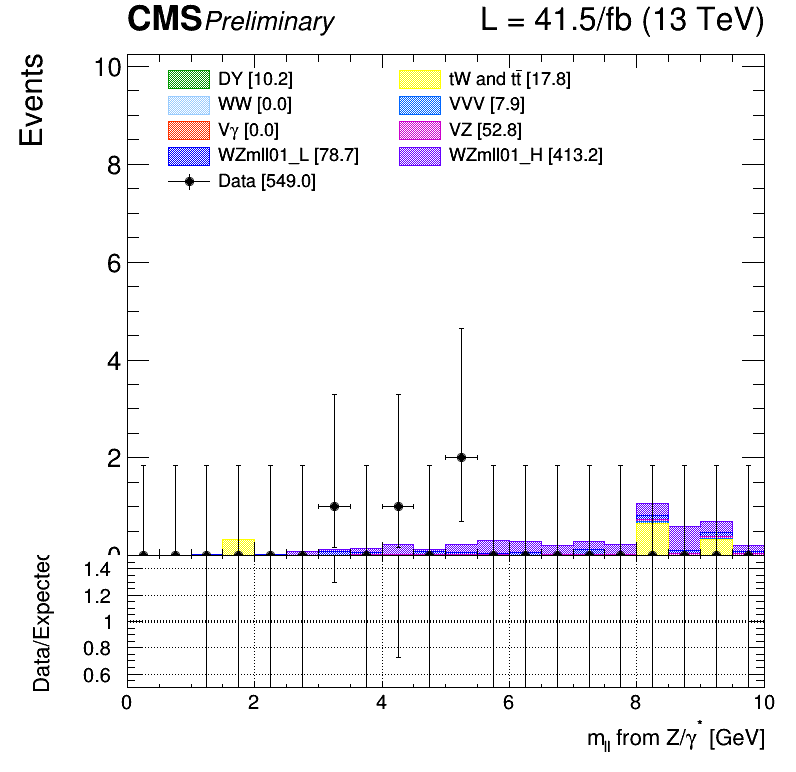 CMS Preliminary L = 41.5/fb (13 TeV)
Events
10
8
6
4
2
0
DY [10.2]
tW and tt̄ [17.8]
WW [0.0]
VVV [7.9]
Vγ [0.0]
VZ [52.8]
WZmll01_L [78.7]
WZmll01_H [413.2]
Data [549.0]
Data/Expected
1.4
1.2
1
0.8
0.6
0 2 4 6 8 10
m_ll from Z/γ* [GeV]